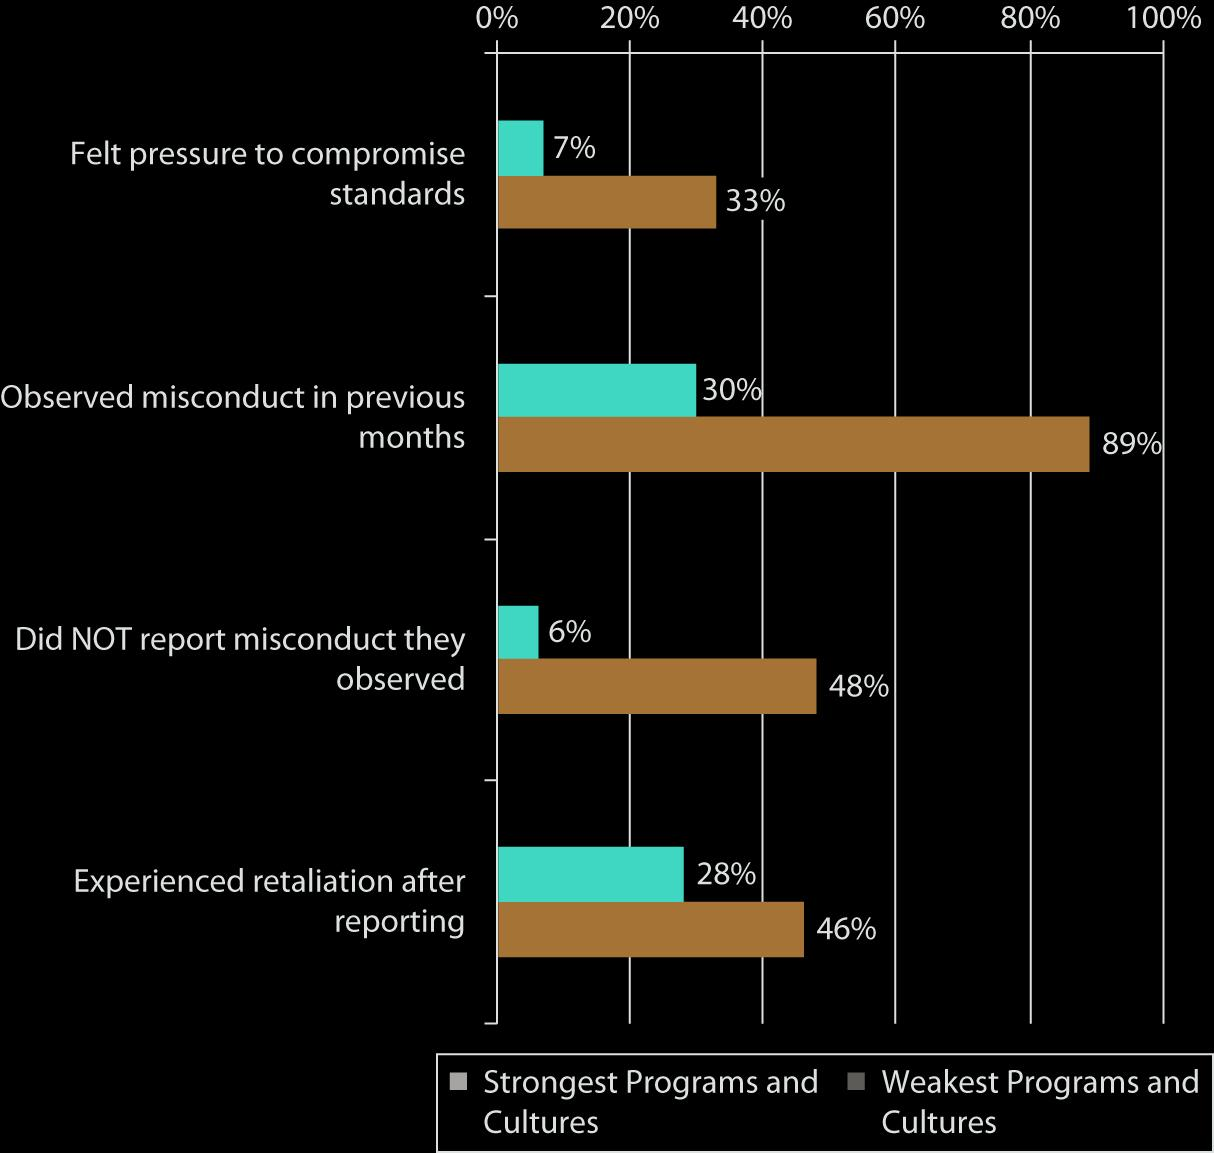 0% 20% 40% 60% 80% 100%
Felt pressure to compromise
standards
7%
33%
Observed misconduct in previous
months
30%
89%
Did NOT report misconduct they
observed
6%
48%
Experienced retaliation after
reporting
28%
46%
Strongest Programs and
Cultures
Weakest Programs and
Cultures